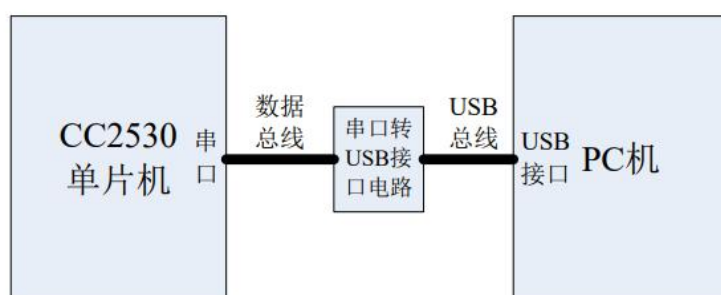 CC2530
单片机
串
口
数据
总线
串口转
USB接
口电路
USB
总线
USB
接口
PC机